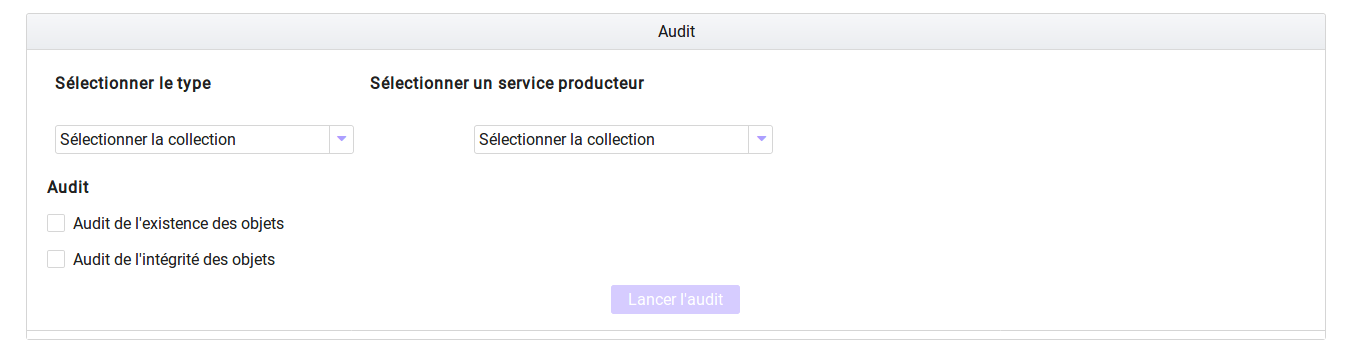 Audit
Sélectionner le type
Sélectionner un service producteur
Sélectionner la collection
Sélectionner la collection
Audit
Audit de l'existence des objets
Audit de l'intégrité des objets
Lancer l'audit